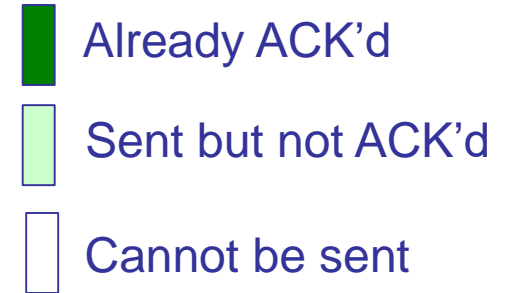 Already ACK’d
Sent but not ACK’d
Cannot be sent